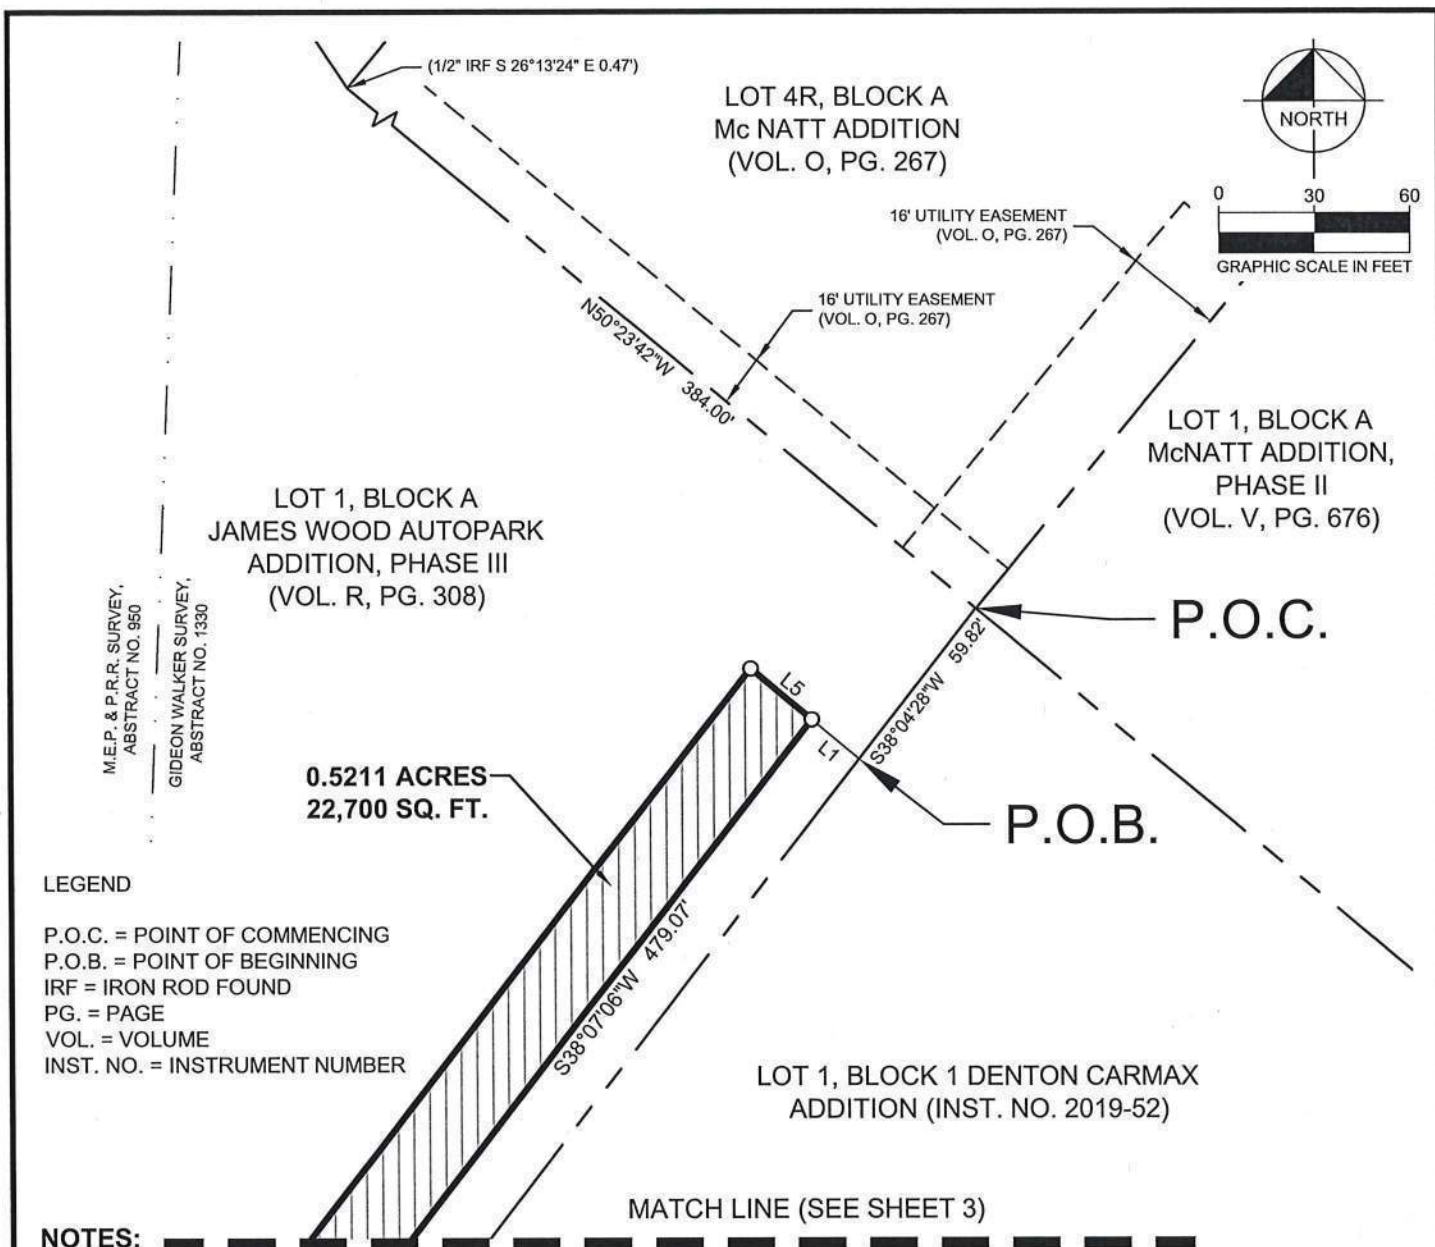 (1/2" IRF S 26°13'24" E 0.47')
LOT 4R, BLOCK A
Mc NATT ADDITION
(VOL. O, PG. 267)
NORTH
0 30 60
GRAPHIC SCALE IN FEET
16' UTILITY EASEMENT
(VOL. O, PG. 267)
16' UTILITY EASEMENT
(VOL. O, PG. 267)
N50°23'42"W 384.00'
LOT 1, BLOCK A
McNATT ADDITION,
PHASE II
(VOL. V, PG. 676)
LOT 1, BLOCK A
JAMES WOOD AUTOPARK
ADDITION, PHASE III
(VOL. R, PG. 308)
M.E.P. & P.R.R. SURVEY,
ABSTRACT NO. 950
GIDEON WALKER SURVEY,
ABSTRACT NO. 1330
P.O.C.
S38°04'28"W 59.82'
L5
L1
0.5211 ACRES
22,700 SQ. FT.
P.O.B.
S38°07'06"W 479.07'
LEGEND
P.O.C. = POINT OF COMMENCING
P.O.B. = POINT OF BEGINNING
IRF = IRON ROD FOUND
PG. = PAGE
VOL. = VOLUME
INST. NO. = INSTRUMENT NUMBER
LOT 1, BLOCK 1 DENTON CARMAX
ADDITION (INST. NO. 2019-52)
MATCH LINE (SEE SHEET 3)
NOTES: